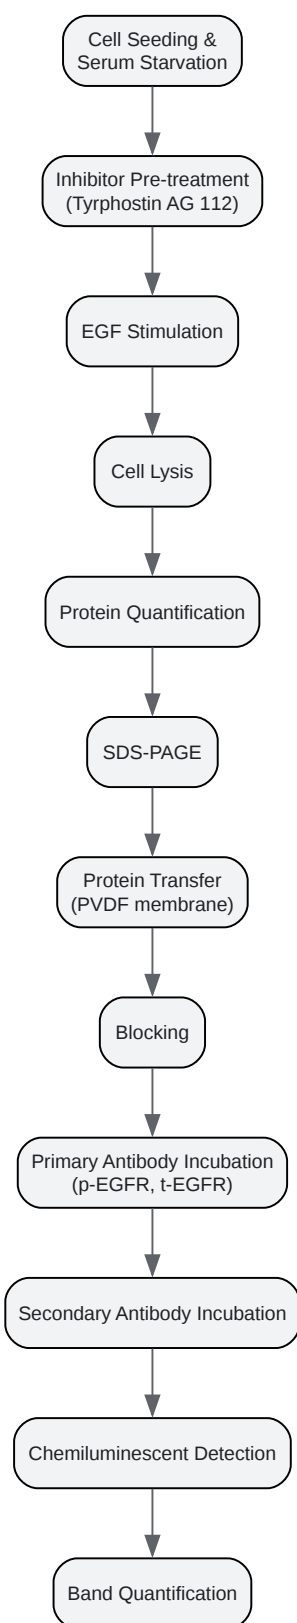 Cell Seeding &
Serum Starvation
Inhibitor Pre-treatment
(Tyrphostin AG 112)
EGF Stimulation
Cell Lysis
Protein Quantification
SDS-PAGE
Protein Transfer
(PVDF membrane)
Blocking
Primary Antibody Incubation
(p-EGFR, t-EGFR)
Secondary Antibody Incubation
Chemiluminescent Detection
Band Quantification